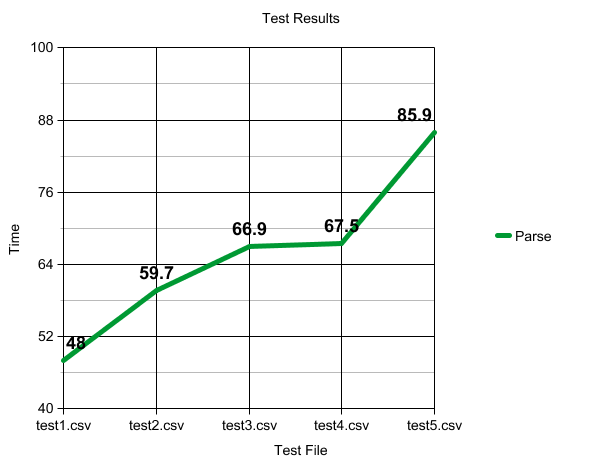 Test Results
100
88
76
64
52
40
Time
48
59.7
66.9
67.5
85.9
test1.csv
test2.csv
test3.csv
test4.csv
test5.csv
Test File
Parse